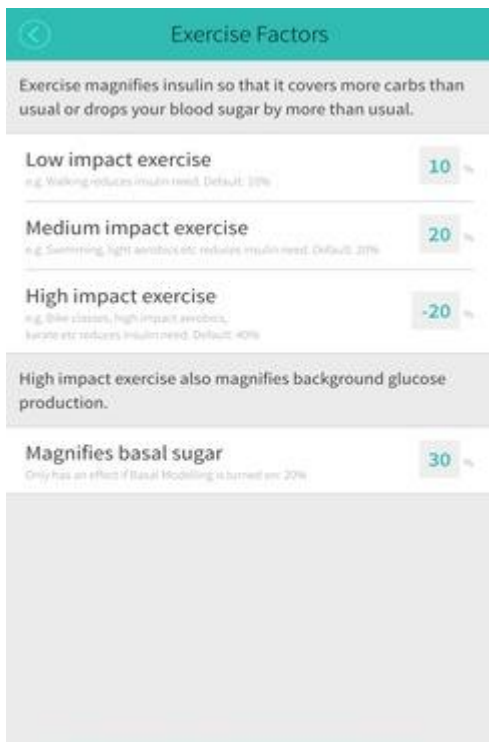 Exercise Factors
Exercise magnifies insulin so that it covers more carbs than
usual or drops your blood sugar by more than usual.
Low impact exercise
10 %
e.g. Walking reduces insulin need. Default: 10%
Medium impact exercise
20 %
e.g. Swimming, light aerobics etc reduces insulin need. Default: 20%
High impact exercise
-20 %
e.g. Bike classes, high impact aerobics,
karate etc reduces insulin need. Default: 40%
High impact exercise also magnifies background glucose
production.
Magnifies basal sugar
30 %
Only has an effect if Basal Modelling is turned on: 20%